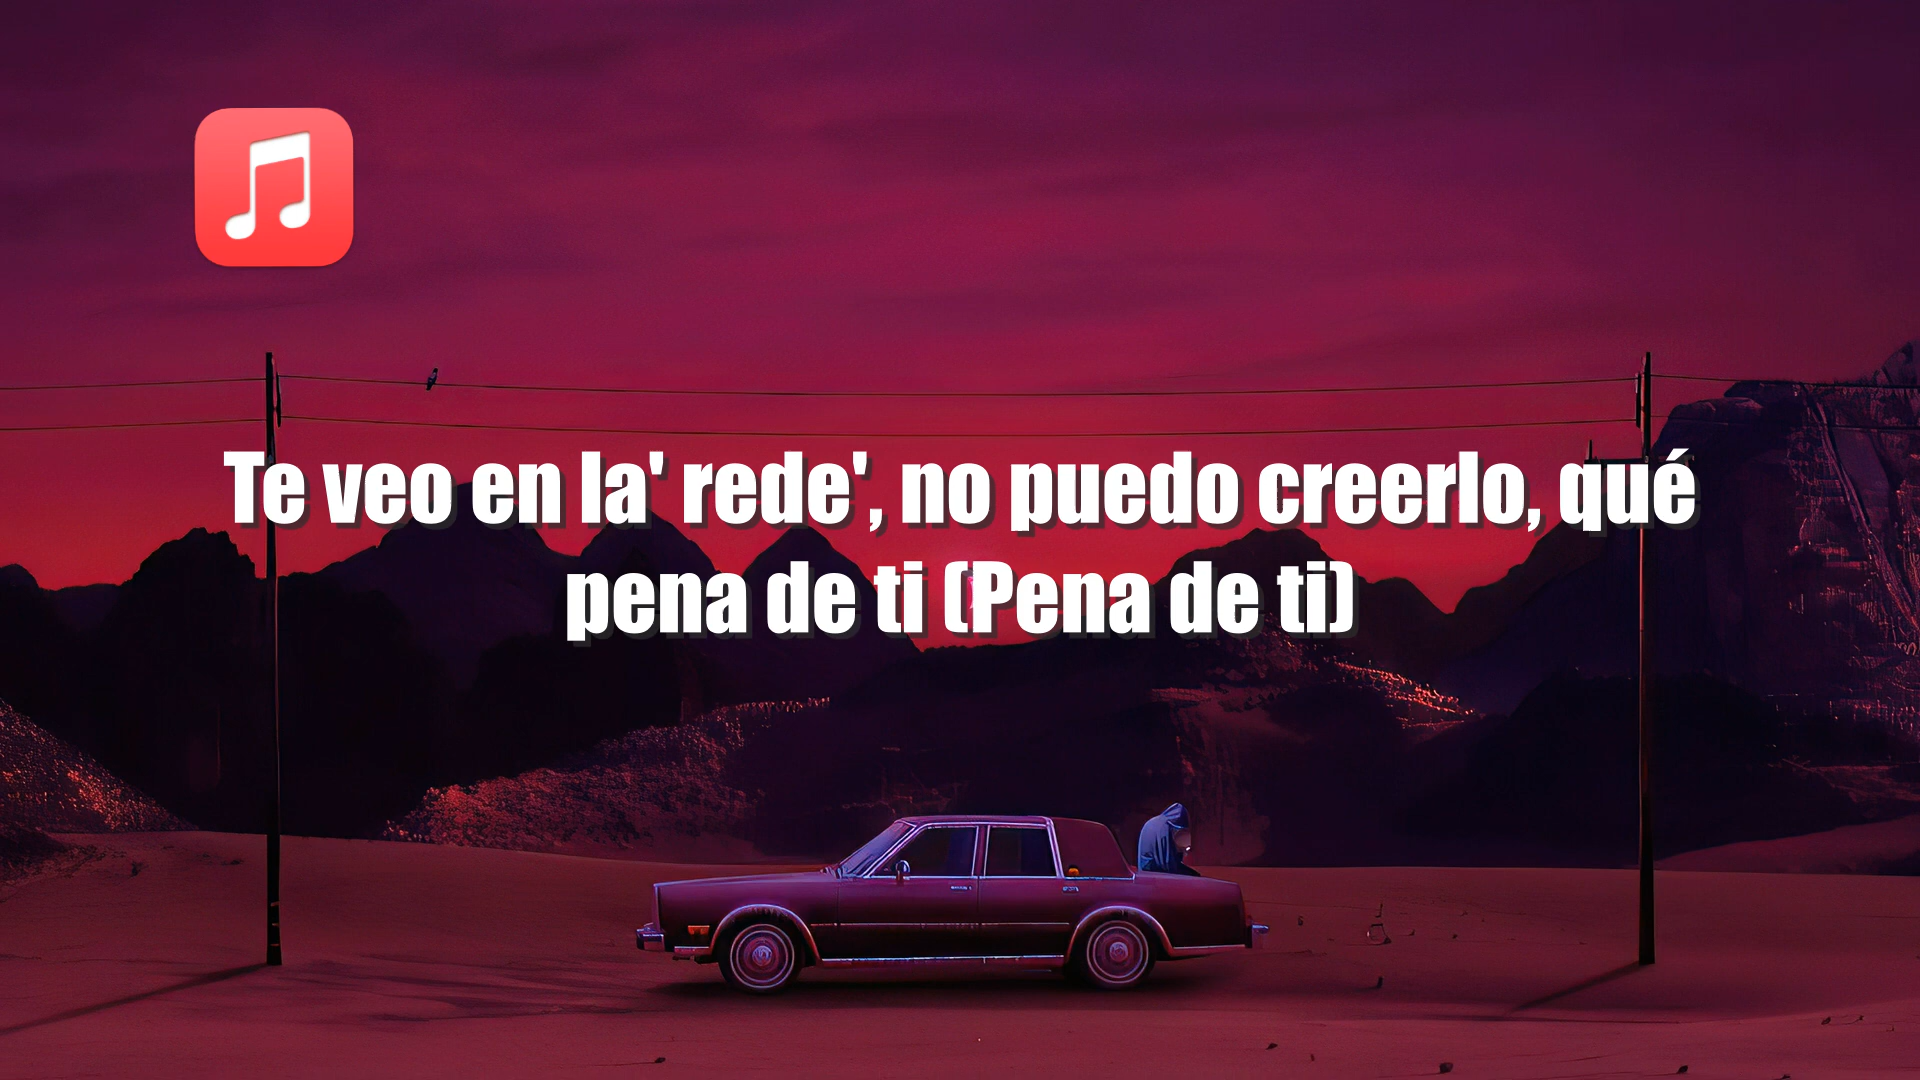 Te veo en la' rede', no puedo creerlo, qué
pena de ti (Pena de ti)